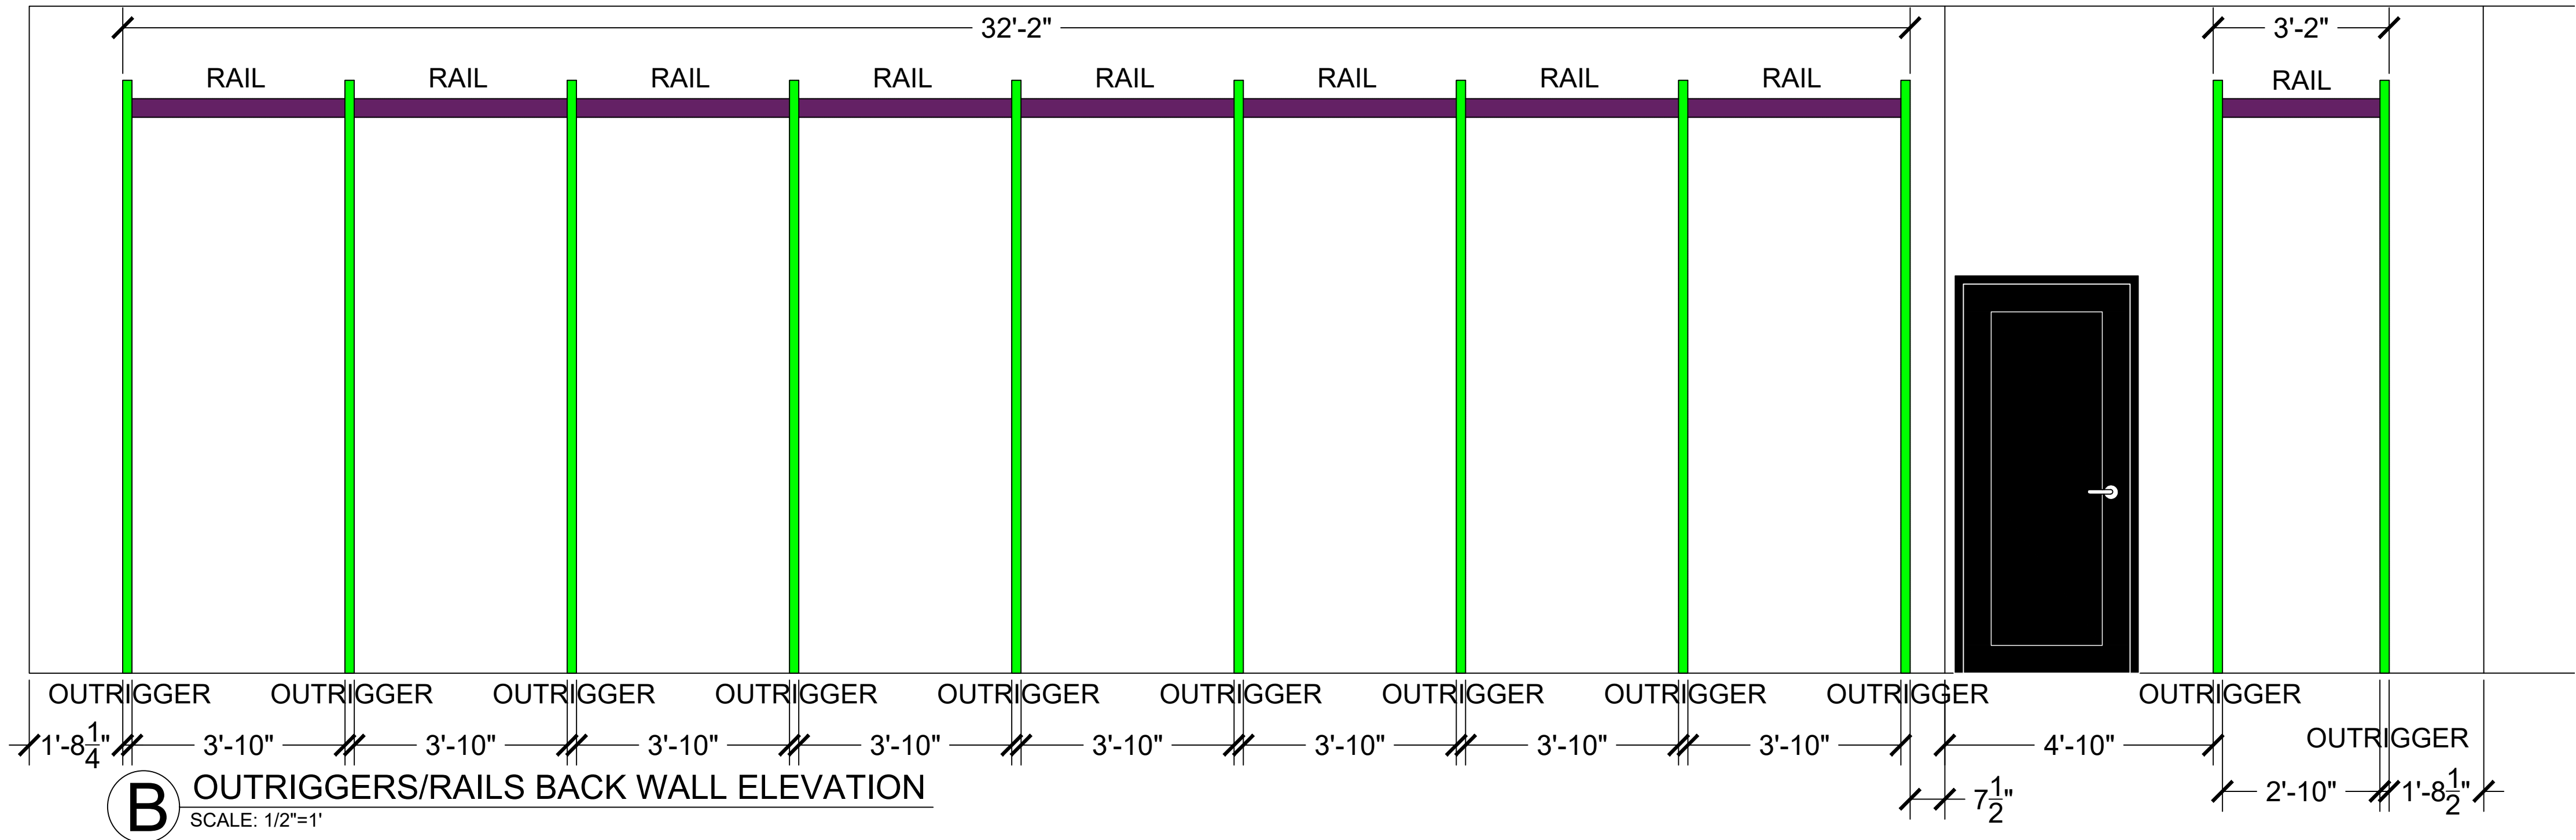 32'-2" 3'-2"
RAIL RAIL RAIL RAIL RAIL RAIL RAIL RAIL RAIL
OUTRIGGER OUTRIGGER OUTRIGGER OUTRIGGER OUTRIGGER OUTRIGGER OUTRIGGER OUTRIGGER OUTRIGGER OUTRIGGER
OUTRIGGER
1'-8 1/4" 3'-10" 3'-10" 3'-10" 3'-10" 3'-10" 3'-10" 3'-10" 3'-10" 4'-10"
7 1/2" 2'-10" 1'-8 1/2"
B OUTRIGGERS/RAILS BACK WALL ELEVATION
SCALE: 1/2"=1'